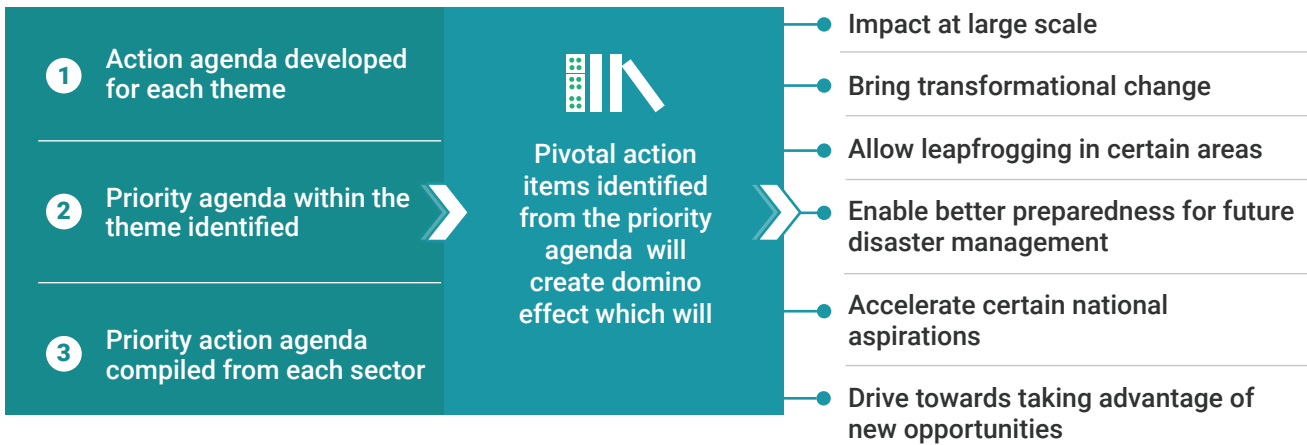 1
Action agenda developed
for each theme
2
Priority agenda within the
theme identified
3
Priority action agenda
compiled from each sector
Pivotal action
items identified
from the priority
agenda will
create domino
effect which will
Impact at large scale
Bring transformational change
Allow leapfrogging in certain areas
Enable better preparedness for future
disaster management
Accelerate certain national
aspirations
Drive towards taking advantage of
new opportunities